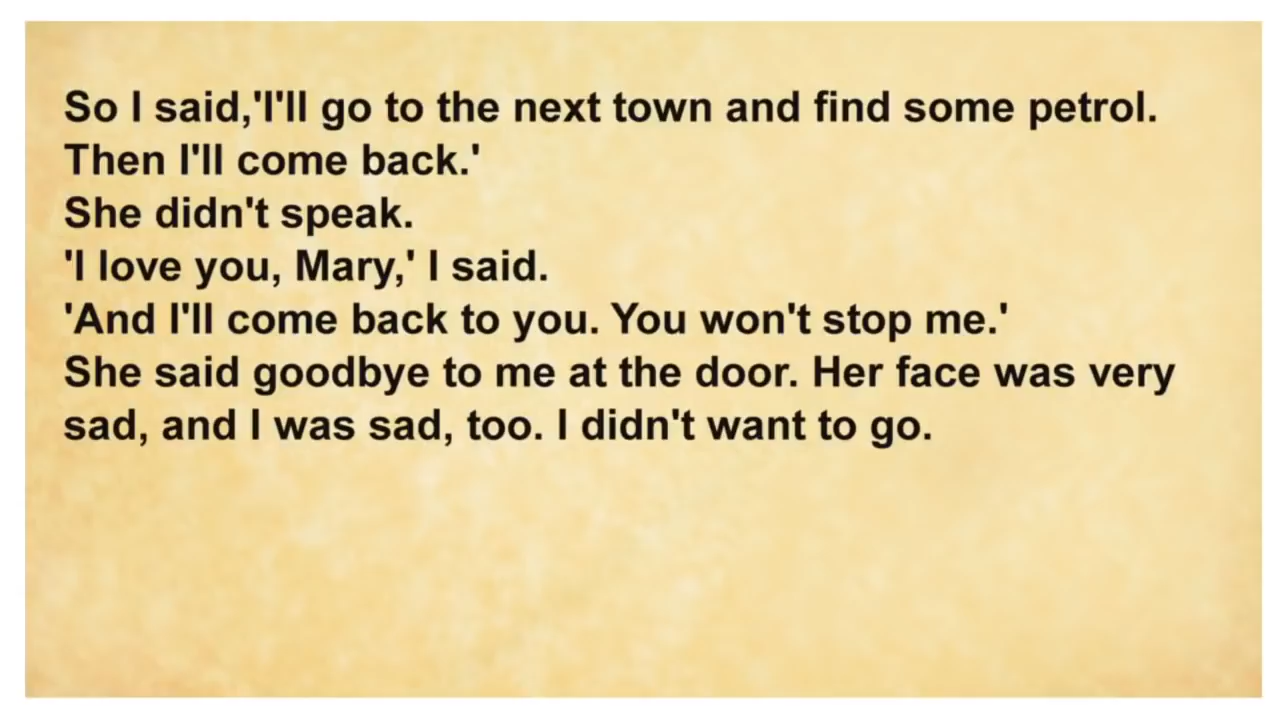 So I said,'I'll go to the next town and find some petrol.
Then I'll come back.'
She didn't speak.
'I love you, Mary,' I said.
'And I'll come back to you. You won't stop me.'
She said goodbye to me at the door. Her face was very
sad, and I was sad, too. I didn't want to go.